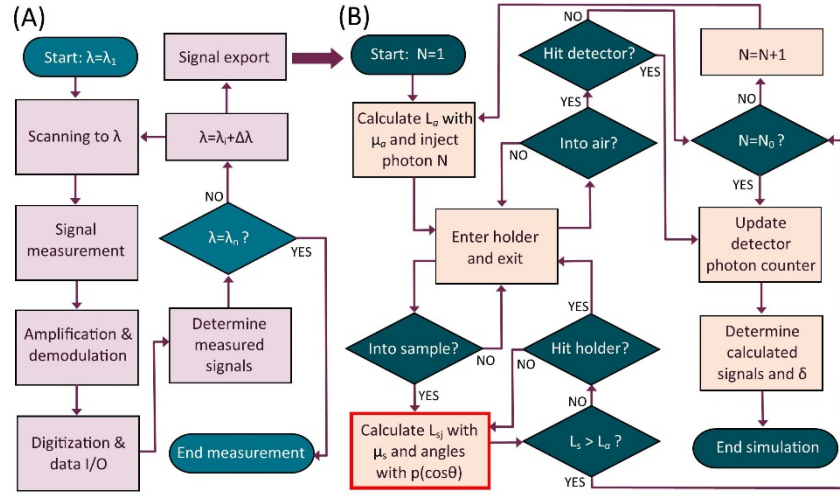 (A)
Start: λ=λ₁
Scanning to λ
Signal
measurement
Amplification &
demodulation
Digitization &
data I/O
Signal export
λ=λᵢ+Δλ
NO
λ=λₙ ?
YES
Determine
measured
signals
End measurement
(B)
Start: N=1
Calculate Lₐ with
μₐ and inject
photon N
Enter holder
and exit
Into sample?
NO
YES
Calculate Lₛⱼ with
μₛ and angles
with p(cosθ)
NO
Hit detector?
YES
YES
NO
Into air?
YES
Hit holder?
NO
NO
Lₛ > Lₐ ?
YES
N=N+1
NO
N=N₀ ?
YES
Update
detector
photon counter
Determine
calculated
signals and δ
End simulation